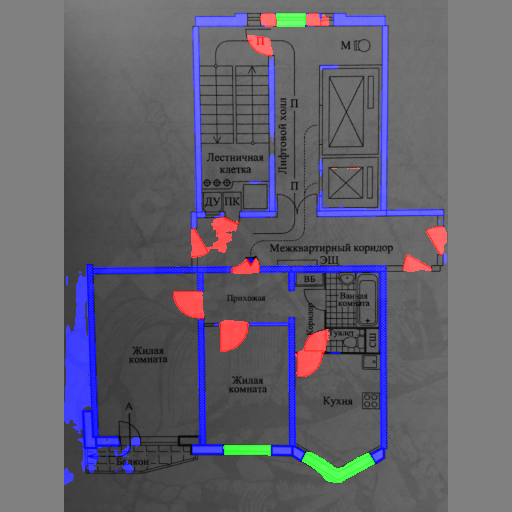 П
М
Лифтовой холл
П
Лестничная
клетка
П
ДУ ПК
Межквартирный коридор
ЭЩ
ВБ
Прихожая
Ванная
комната
Коридор
Туалет
СШ
Жилая
комната
Жилая
комната
Кухня
А
Балкон